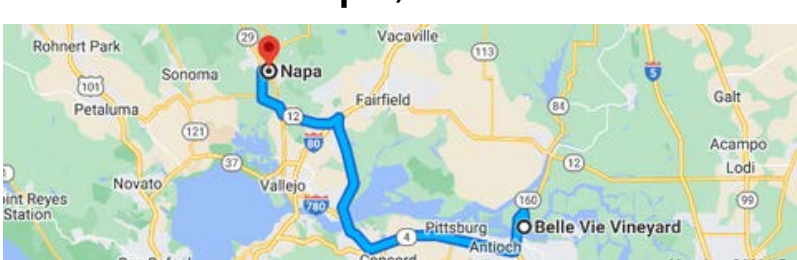 29
Vacaville
Rohnert Park
113
Sonoma
Napa
5
101
Fairfield
Galt
Petaluma
84
12
121
80
Acampo
12
Lodi
37
Novato
Vallejo
160
99
Station
780
Pittsburg
Belle Vie Vineyard
4
Antioch